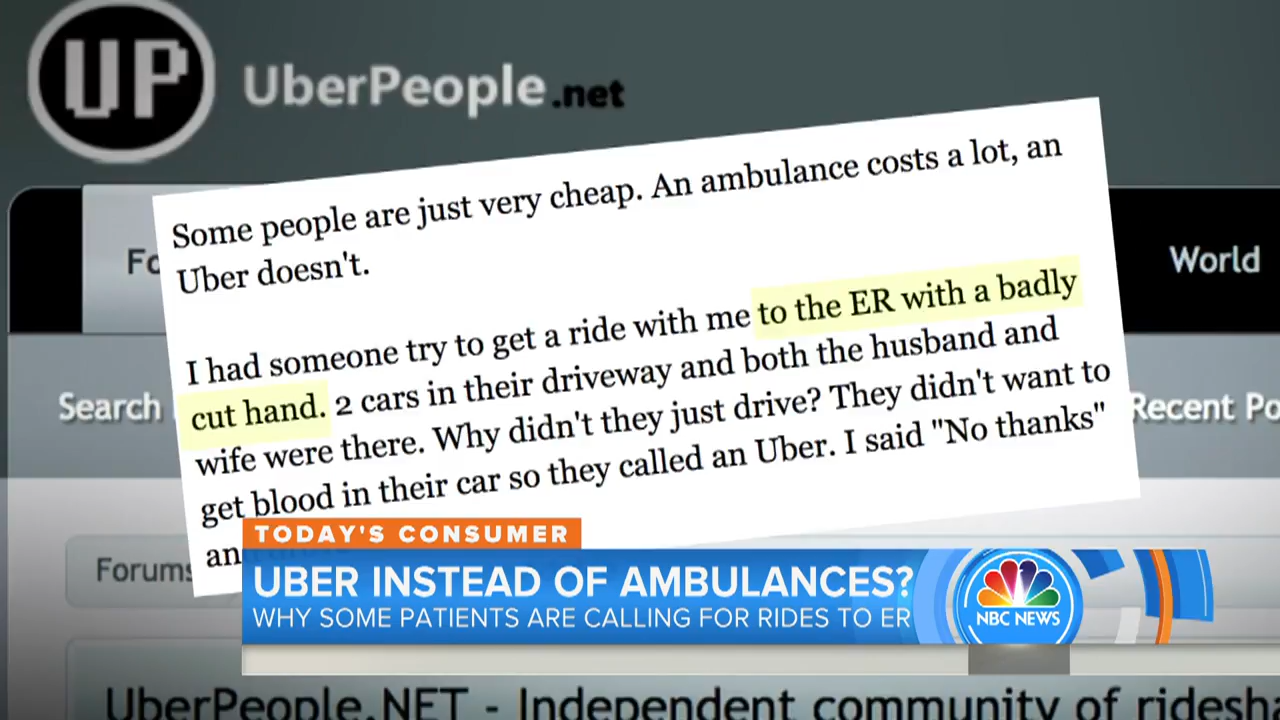 UP
UberPeople.net
World
Search
Recent Po
Forums
Some people are just very cheap. An ambulance costs a lot, an
Uber doesn't.
I had someone try to get a ride with me to the ER with a badly
cut hand. 2 cars in their driveway and both the husband and
wife were there. Why didn't they just drive? They didn't want to
get blood in their car so they called an Uber. I said "No thanks"
TODAY'S CONSUMER
UBER INSTEAD OF AMBULANCES?
WHY SOME PATIENTS ARE CALLING FOR RIDES TO ER
NBC NEWS
UberPeople.NET - Independent community of ridesha